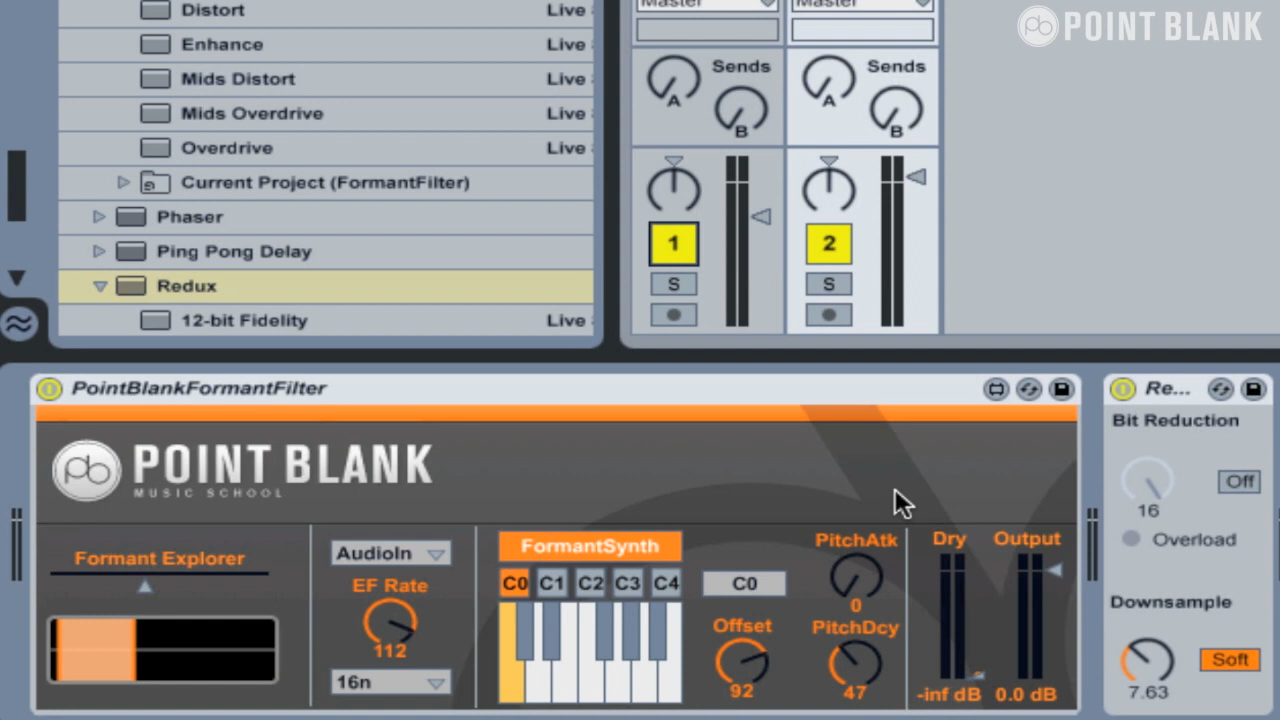 Distort Live
Enhance Live
Mids Distort Live
Mids Overdrive Live
Overdrive Live
Current Project (FormantFilter)
Phaser
Ping Pong Delay
Redux
12-bit Fidelity Live
Master Master
Sends Sends
A B A B
1 2
S S
pb POINT BLANK
PointBlankFormantFilter
pb POINT BLANK
MUSIC SCHOOL
Formant Explorer
AudioIn
EF Rate
112
16n
FormantSynth
C0 C1 C2 C3 C4
C0
Offset
92
PitchAtk
0
PitchDcy
47
Dry Output
-inf dB 0.0 dB
Re...
Bit Reduction
Off
16
Overload
Downsample
Soft
7.63